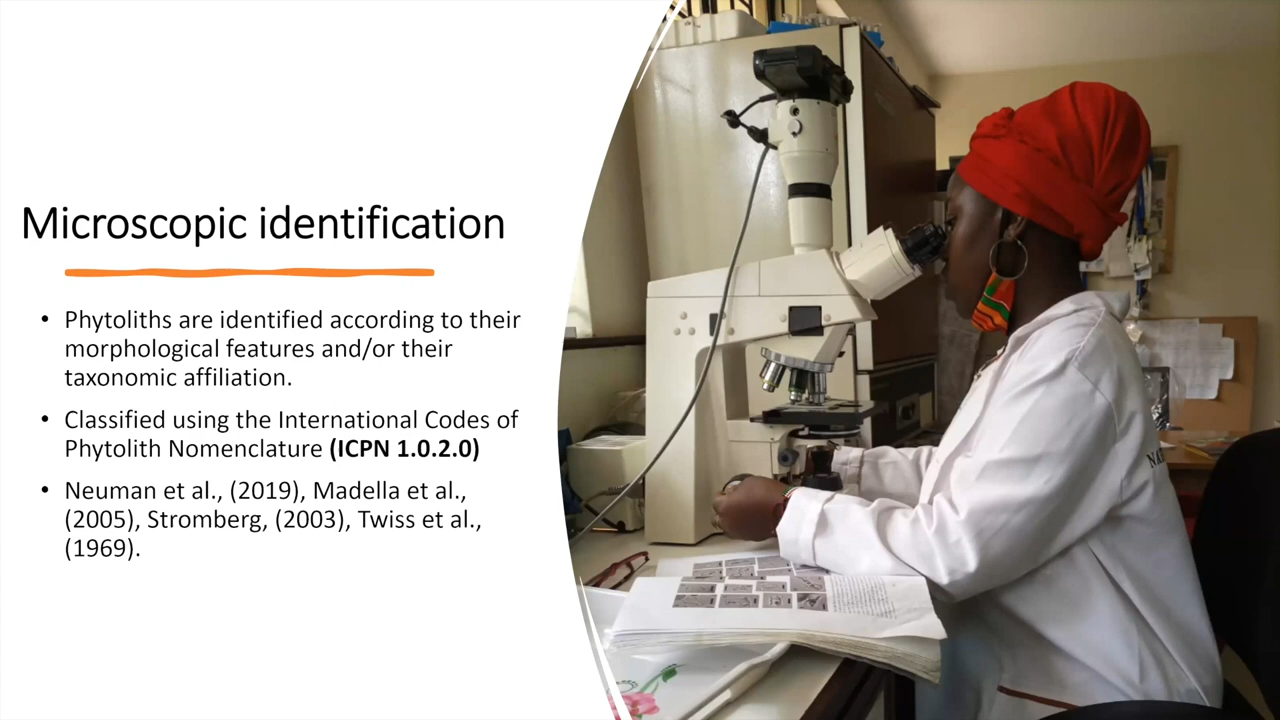 Microscopic identification
• Phytoliths are identified according to their
morphological features and/or their
taxonomic affiliation.
• Classified using the International Codes of
Phytolith Nomenclature (ICPN 1.0.2.0)
• Neuman et al., (2019), Madella et al.,
(2005), Stromberg, (2003), Twiss et al.,
(1969).